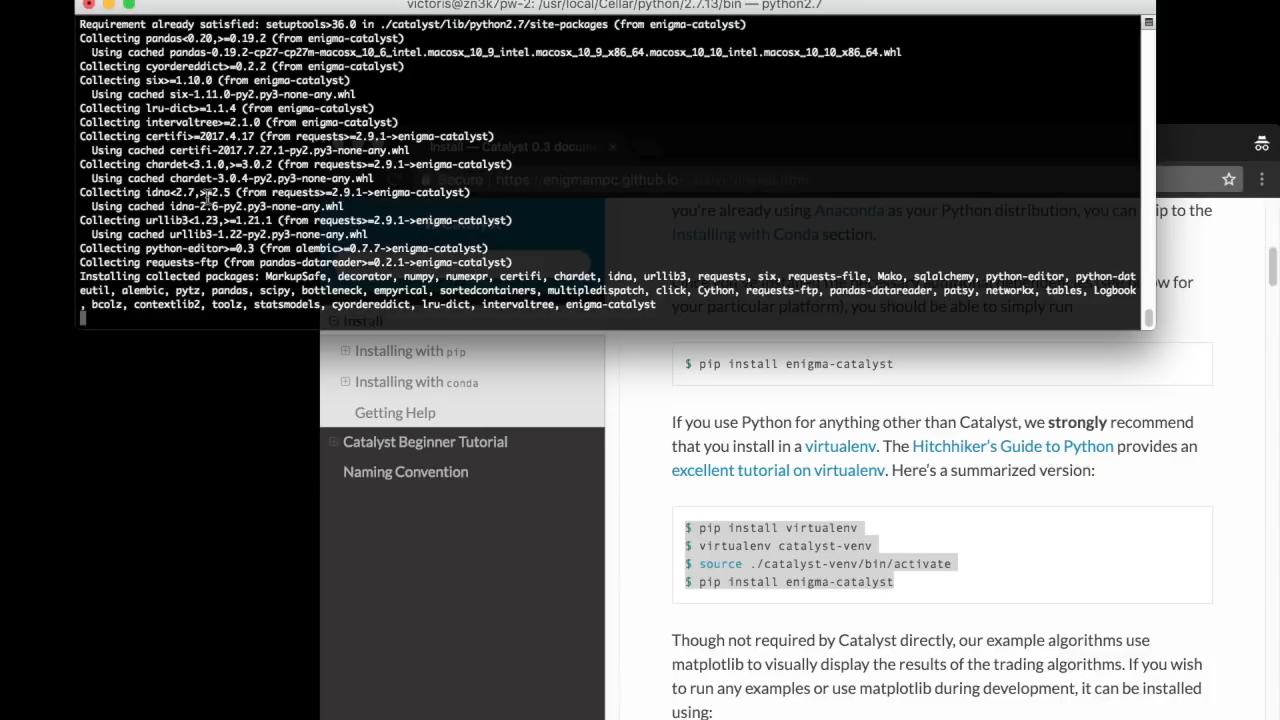 victoris@zn3k/pw-2: /usr/local/Cellar/python/2.7.13/bin — python2.7
Requirement already satisfied: setuptools>36.0 in ./catalyst/lib/python2.7/site-packages (from enigma-catalyst)
Collecting pandas<0.20,>=0.19.2 (from enigma-catalyst)
Using cached pandas-0.19.2-cp27-cp27m-macosx_10_6_intel.macosx_10_9_intel.macosx_10_9_x86_64.macosx_10_10_intel.macosx_10_10_x86_64.whl
Collecting cyordereddict>=0.2.2 (from enigma-catalyst)
Collecting six>=1.10.0 (from enigma-catalyst)
Using cached six-1.11.0-py2.py3-none-any.whl
Collecting lru-dict>=1.1.4 (from enigma-catalyst)
Collecting intervaltree>=2.1.0 (from enigma-catalyst)
Collecting certifi>=2017.4.17 (from requests>=2.9.1->enigma-catalyst)
Using cached certifi-2017.7.27.1-py2.py3-none-any.whl
Collecting chardet<3.1.0,>=3.0.2 (from requests>=2.9.1->enigma-catalyst)
Using cached chardet-3.0.4-py2.py3-none-any.whl
Collecting idna<2.7,>=2.5 (from requests>=2.9.1->enigma-catalyst)
Using cached idna-2.6-py2.py3-none-any.whl
Collecting urllib3<1.23,>=1.21.1 (from requests>=2.9.1->enigma-catalyst)
Using cached urllib3-1.22-py2.py3-none-any.whl
Collecting python-editor>=0.3 (from alembic>=0.7.7->enigma-catalyst)
Collecting requests-ftp (from pandas-datareader>=0.2.1->enigma-catalyst)
Installing collected packages: MarkupSafe, decorator, numpy, numexpr, certifi, chardet, idna, urllib3, requests, six, requests-file, Mako, sqlalchemy, python-editor, python-dat
eutil, alembic, pytz, pandas, scipy, bottleneck, empyrical, sortedcontainers, multipledispatch, click, Cython, requests-ftp, pandas-datareader, patsy, networkx, tables, logbook
, bcolz, contextlib2, toolz, statsmodels, cyordereddict, lru-dict, intervaltree, enigma-catalyst
Install — Catalyst 0.3 docum
Secure https://enigmampc.github.io
you're already using Anaconda as your Python distribution, you can skip to the
Installing with Conda section.
for
your particular platform), you should be able to simply run
Install
Installing with pip
Installing with conda
Getting Help
Catalyst Beginner Tutorial
Naming Convention
$ pip install enigma-catalyst
If you use Python for anything other than Catalyst, we strongly recommend
that you install in a virtualenv. The Hitchhiker's Guide to Python provides an
excellent tutorial on virtualenv. Here's a summarized version:
$ pip install virtualenv
$ virtualenv catalyst-venv
$ source ./catalyst-venv/bin/activate
$ pip install enigma-catalyst
Though not required by Catalyst directly, our example algorithms use
matplotlib to visually display the results of the trading algorithms. If you wish
to run any examples or use matplotlib during development, it can be installed
using: